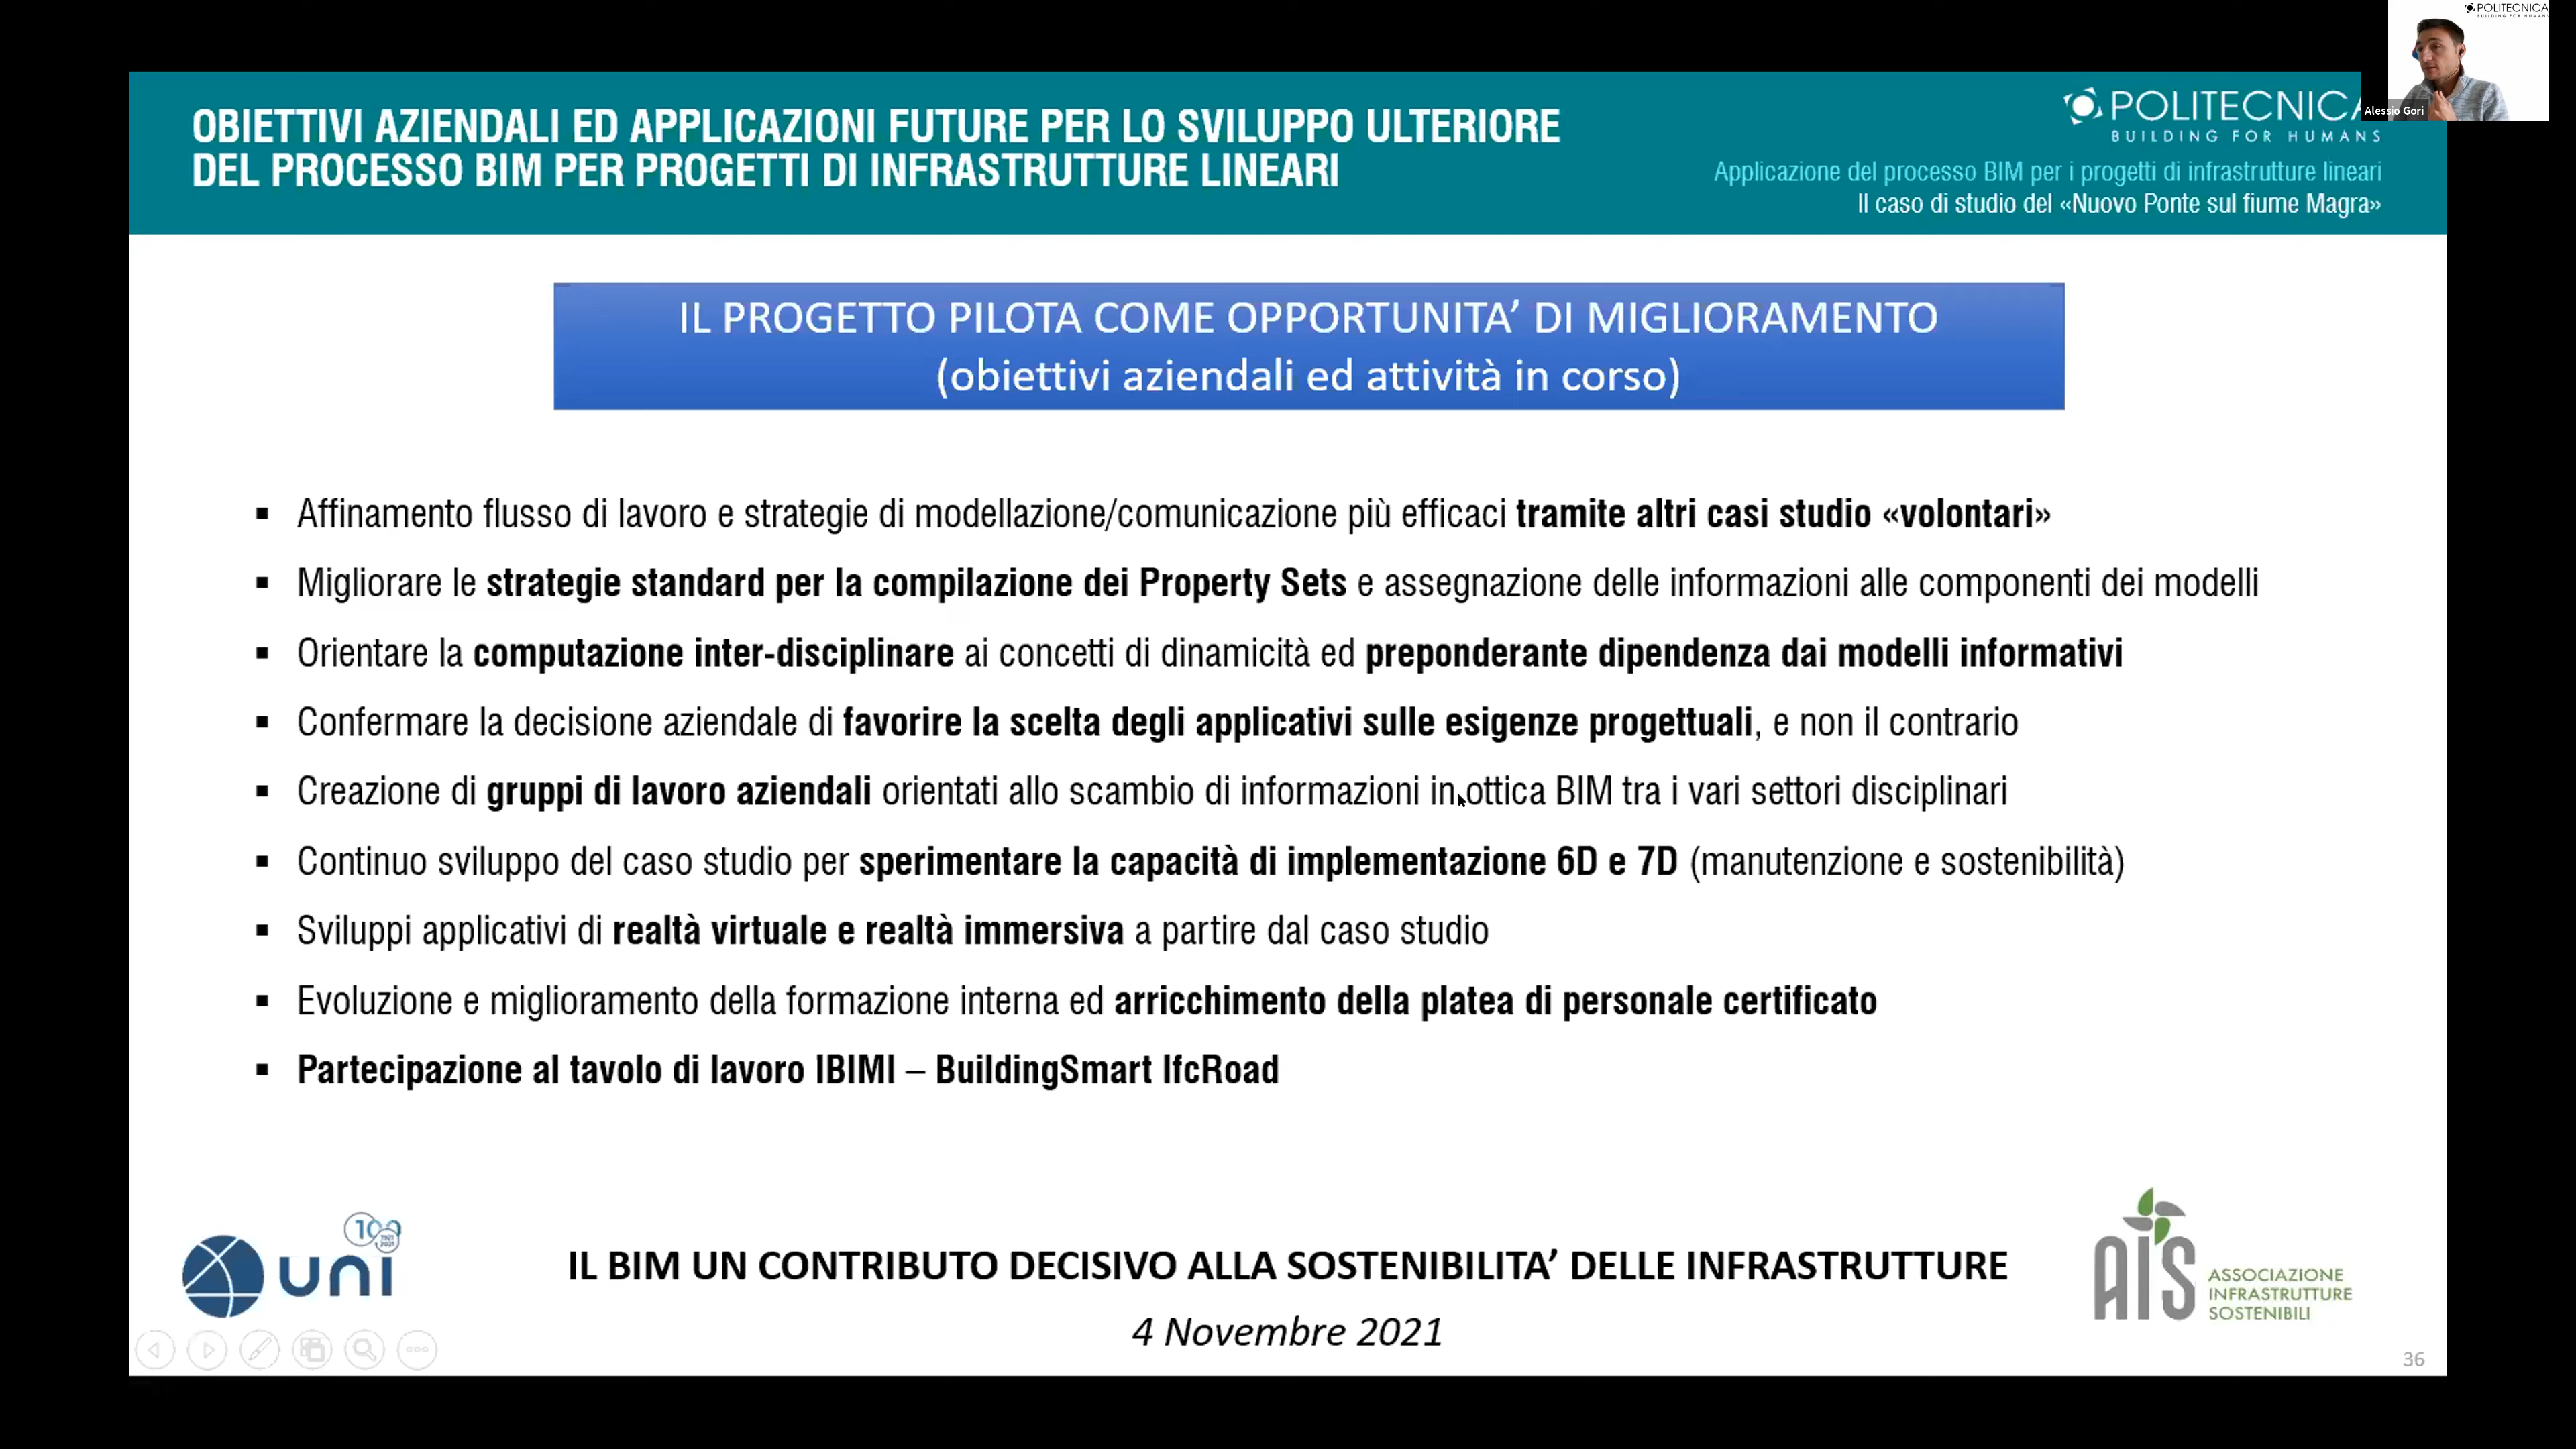 POLITECNICA
BUILDING FOR HUMANS
Alessio Gori
OBIETTIVI AZIENDALI ED APPLICAZIONI FUTURE PER LO SVILUPPO ULTERIORE
DEL PROCESSO BIM PER PROGETTI DI INFRASTRUTTURE LINEARI
POLITECNICA
BUILDING FOR HUMANS
Applicazione del processo BIM per i progetti di infrastrutture lineari
Il caso di studio del «Nuovo Ponte sul fiume Magra»
IL PROGETTO PILOTA COME OPPORTUNITA’ DI MIGLIORAMENTO
(obiettivi aziendali ed attività in corso)
▪ Affinamento flusso di lavoro e strategie di modellazione/comunicazione più efficaci tramite altri casi studio «volontari»
▪ Migliorare le strategie standard per la compilazione dei Property Sets e assegnazione delle informazioni alle componenti dei modelli
▪ Orientare la computazione inter-disciplinare ai concetti di dinamicità ed preponderante dipendenza dai modelli informativi
▪ Confermare la decisione aziendale di favorire la scelta degli applicativi sulle esigenze progettuali, e non il contrario
▪ Creazione di gruppi di lavoro aziendali orientati allo scambio di informazioni in ottica BIM tra i vari settori disciplinari
▪ Continuo sviluppo del caso studio per sperimentare la capacità di implementazione 6D e 7D (manutenzione e sostenibilità)
▪ Sviluppi applicativi di realtà virtuale e realtà immersiva a partire dal caso studio
▪ Evoluzione e miglioramento della formazione interna ed arricchimento della platea di personale certificato
▪ Partecipazione al tavolo di lavoro IBIMI – BuildingSmart IfcRoad
100
1921
2021
uni
IL BIM UN CONTRIBUTO DECISIVO ALLA SOSTENIBILITA’ DELLE INFRASTRUTTURE
4 Novembre 2021
AIS
ASSOCIAZIONE
INFRASTRUTTURE
SOSTENIBILI
36